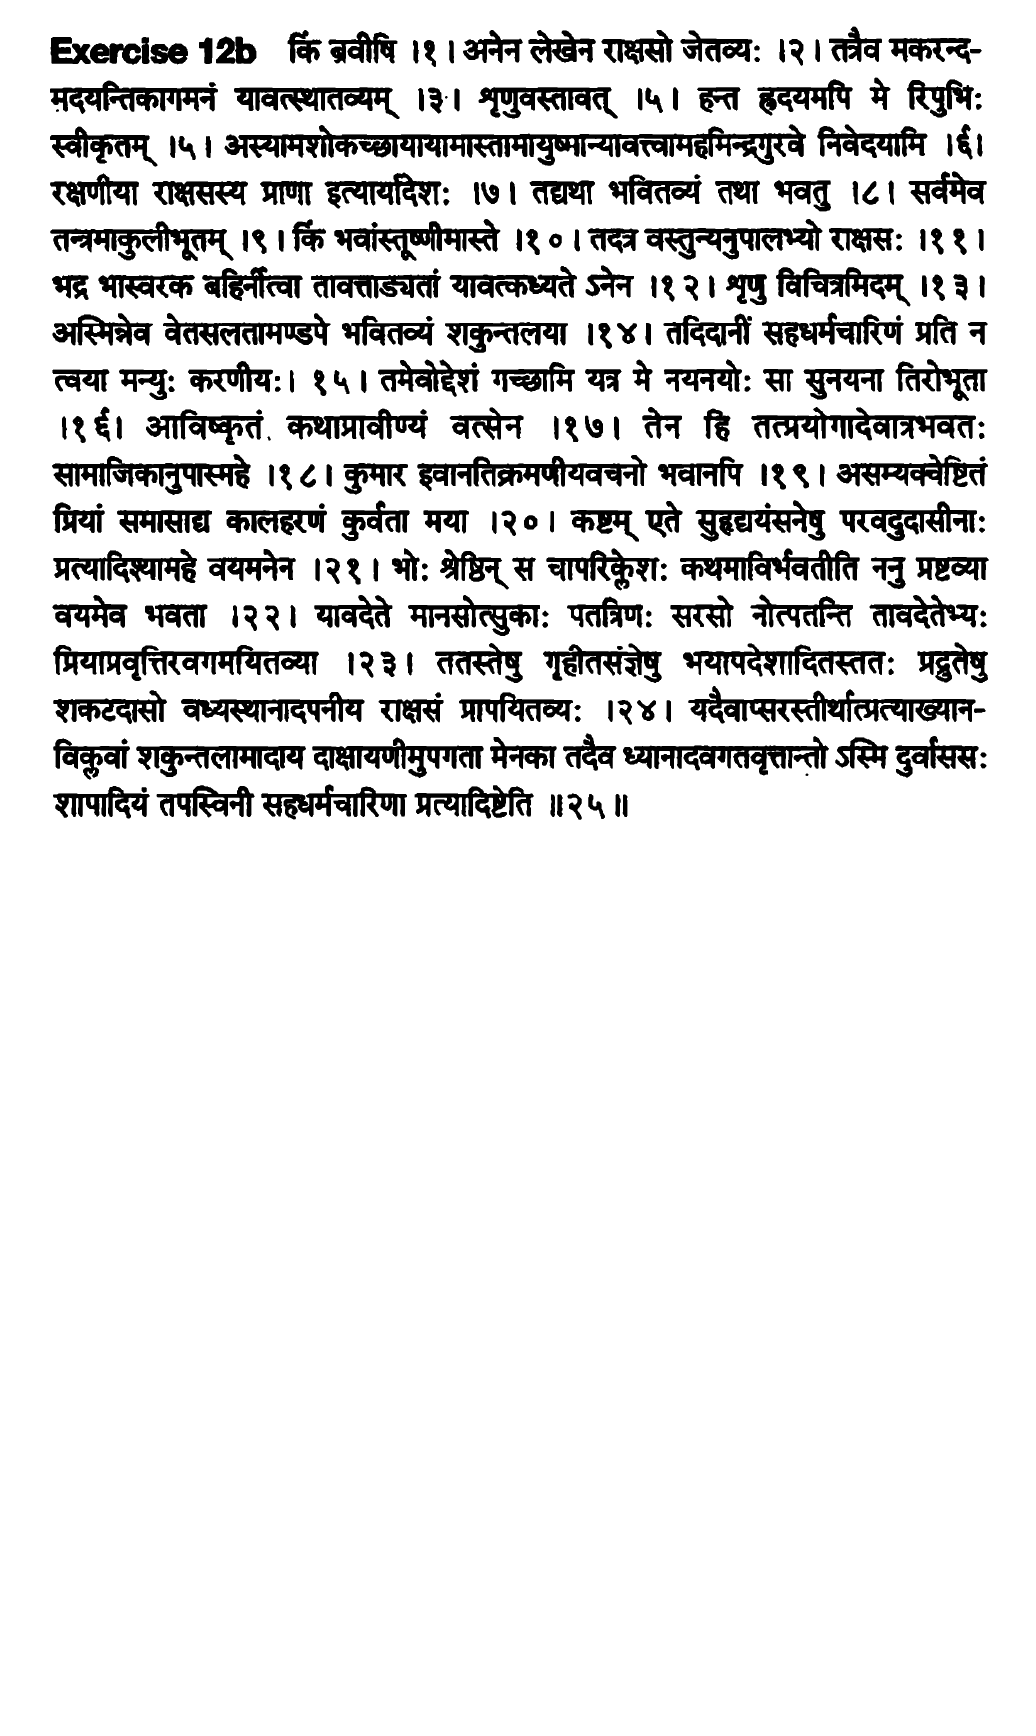 Exercise 12b किं ब्रवीषि ।१। अनेन लेखेन राक्षसो जेतव्यः ।२। तत्रैव मकरन्द-
मदयन्तिकागमनं यावत्स्थातव्यम् ।३। शृणुवस्तावत् ।५। हन्त हृदयमपि मे रिपुभिः
स्वीकृतम् ।५। अस्यामशोकच्छायायामास्तामायुष्मान्यावत्त्वामहमिन्द्रगुरवे निवेदयामि ।६।
रक्षणीया राक्षसस्य प्राणा इत्यार्यादेशः ।७। तद्यथा भवितव्यं तथा भवतु ।८। सर्वमेव
तन्त्रमाकुलीभूतम् ।९। किं भवांस्तूष्णीमास्ते ।१०। तदत्र वस्तुन्यनुपालभ्यो राक्षसः ।११।
भद्र भास्वरक बहिर्नीत्वा तावत्ताड्यतां यावत्कध्यते ऽनेन ।१२। शृणु विचित्रमिदम् ।१३।
अस्मिन्नेव वेतसलतामण्डपे भवितव्यं शकुन्तलया ।१४। तदिदानीं सहधर्मचारिणं प्रति न
त्वया मन्युः करणीयः। १५। तमेवोद्देशं गच्छामि यत्र मे नयनयोः सा सुनयना तिरोभूता
।१६। आविष्कृतं कथाप्रावीण्यं वत्सेन ।१७। तेन हि तत्प्रयोगादेवात्रभवतः
सामाजिकानुपास्महे ।१८। कुमार इवानतिक्रमणीयवचनो भवानपि ।१९। असम्यक्चेष्टितं
प्रियां समासाद्य कालहरणं कुर्वता मया ।२०। कष्टम् एते सुहृद्व्यसनेषु परवदुदासीनाः
प्रत्यादिश्यामहे वयमनेन ।२१। भोः श्रेष्ठिन् स चापरिक्लेशः कथमाविर्भवतीति ननु प्रष्टव्या
वयमेव भवता ।२२। यावदेते मानसोत्सुकाः पतत्रिणः सरसो नोत्पतन्ति तावदेतेभ्यः
प्रियाप्रवृत्तिरवगमयितव्या ।२३। ततस्तेषु गृहीतसंज्ञेषु भयापदेशादितस्ततः प्रद्रुतेषु
शकटदासो वध्यस्थानादपनीय राक्षसं प्रापयितव्यः ।२४। यदैवाप्सरस्तीर्थात्प्रत्याख्यान-
विक्लवां शकुन्तलामादाय दाक्षायणीमुपगता मेनका तदैव ध्यानादवगतवृत्तान्तो ऽस्मि दुर्वाससः
शापादियं तपस्विनी सहधर्मचारिणा प्रत्यादिष्टेति ॥२५॥